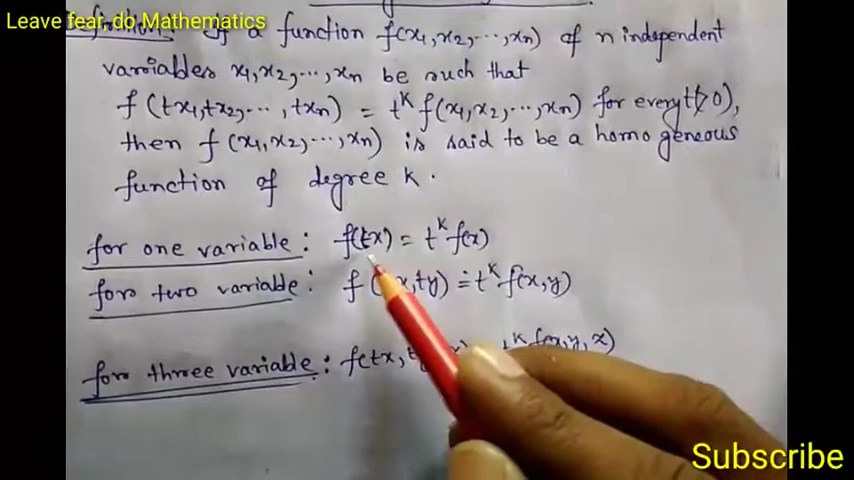 Leave fear, do Mathematics
Definition: If a function f(x₁,x₂,...,xₙ) of n independent
variables x₁,x₂,...,xₙ be such that
f(tx₁,tx₂,...,txₙ) = t^K f(x₁,x₂,...,xₙ) for every t(>0),
then f(x₁,x₂,...,xₙ) is said to be a homogeneous
function of degree K.
for one variable: f(tx) = t^K f(x)
for two variable: f( x,ty) = t^K f(x,y)
for three variable: f(tx, t^K f(x,y,x)
Subscribe